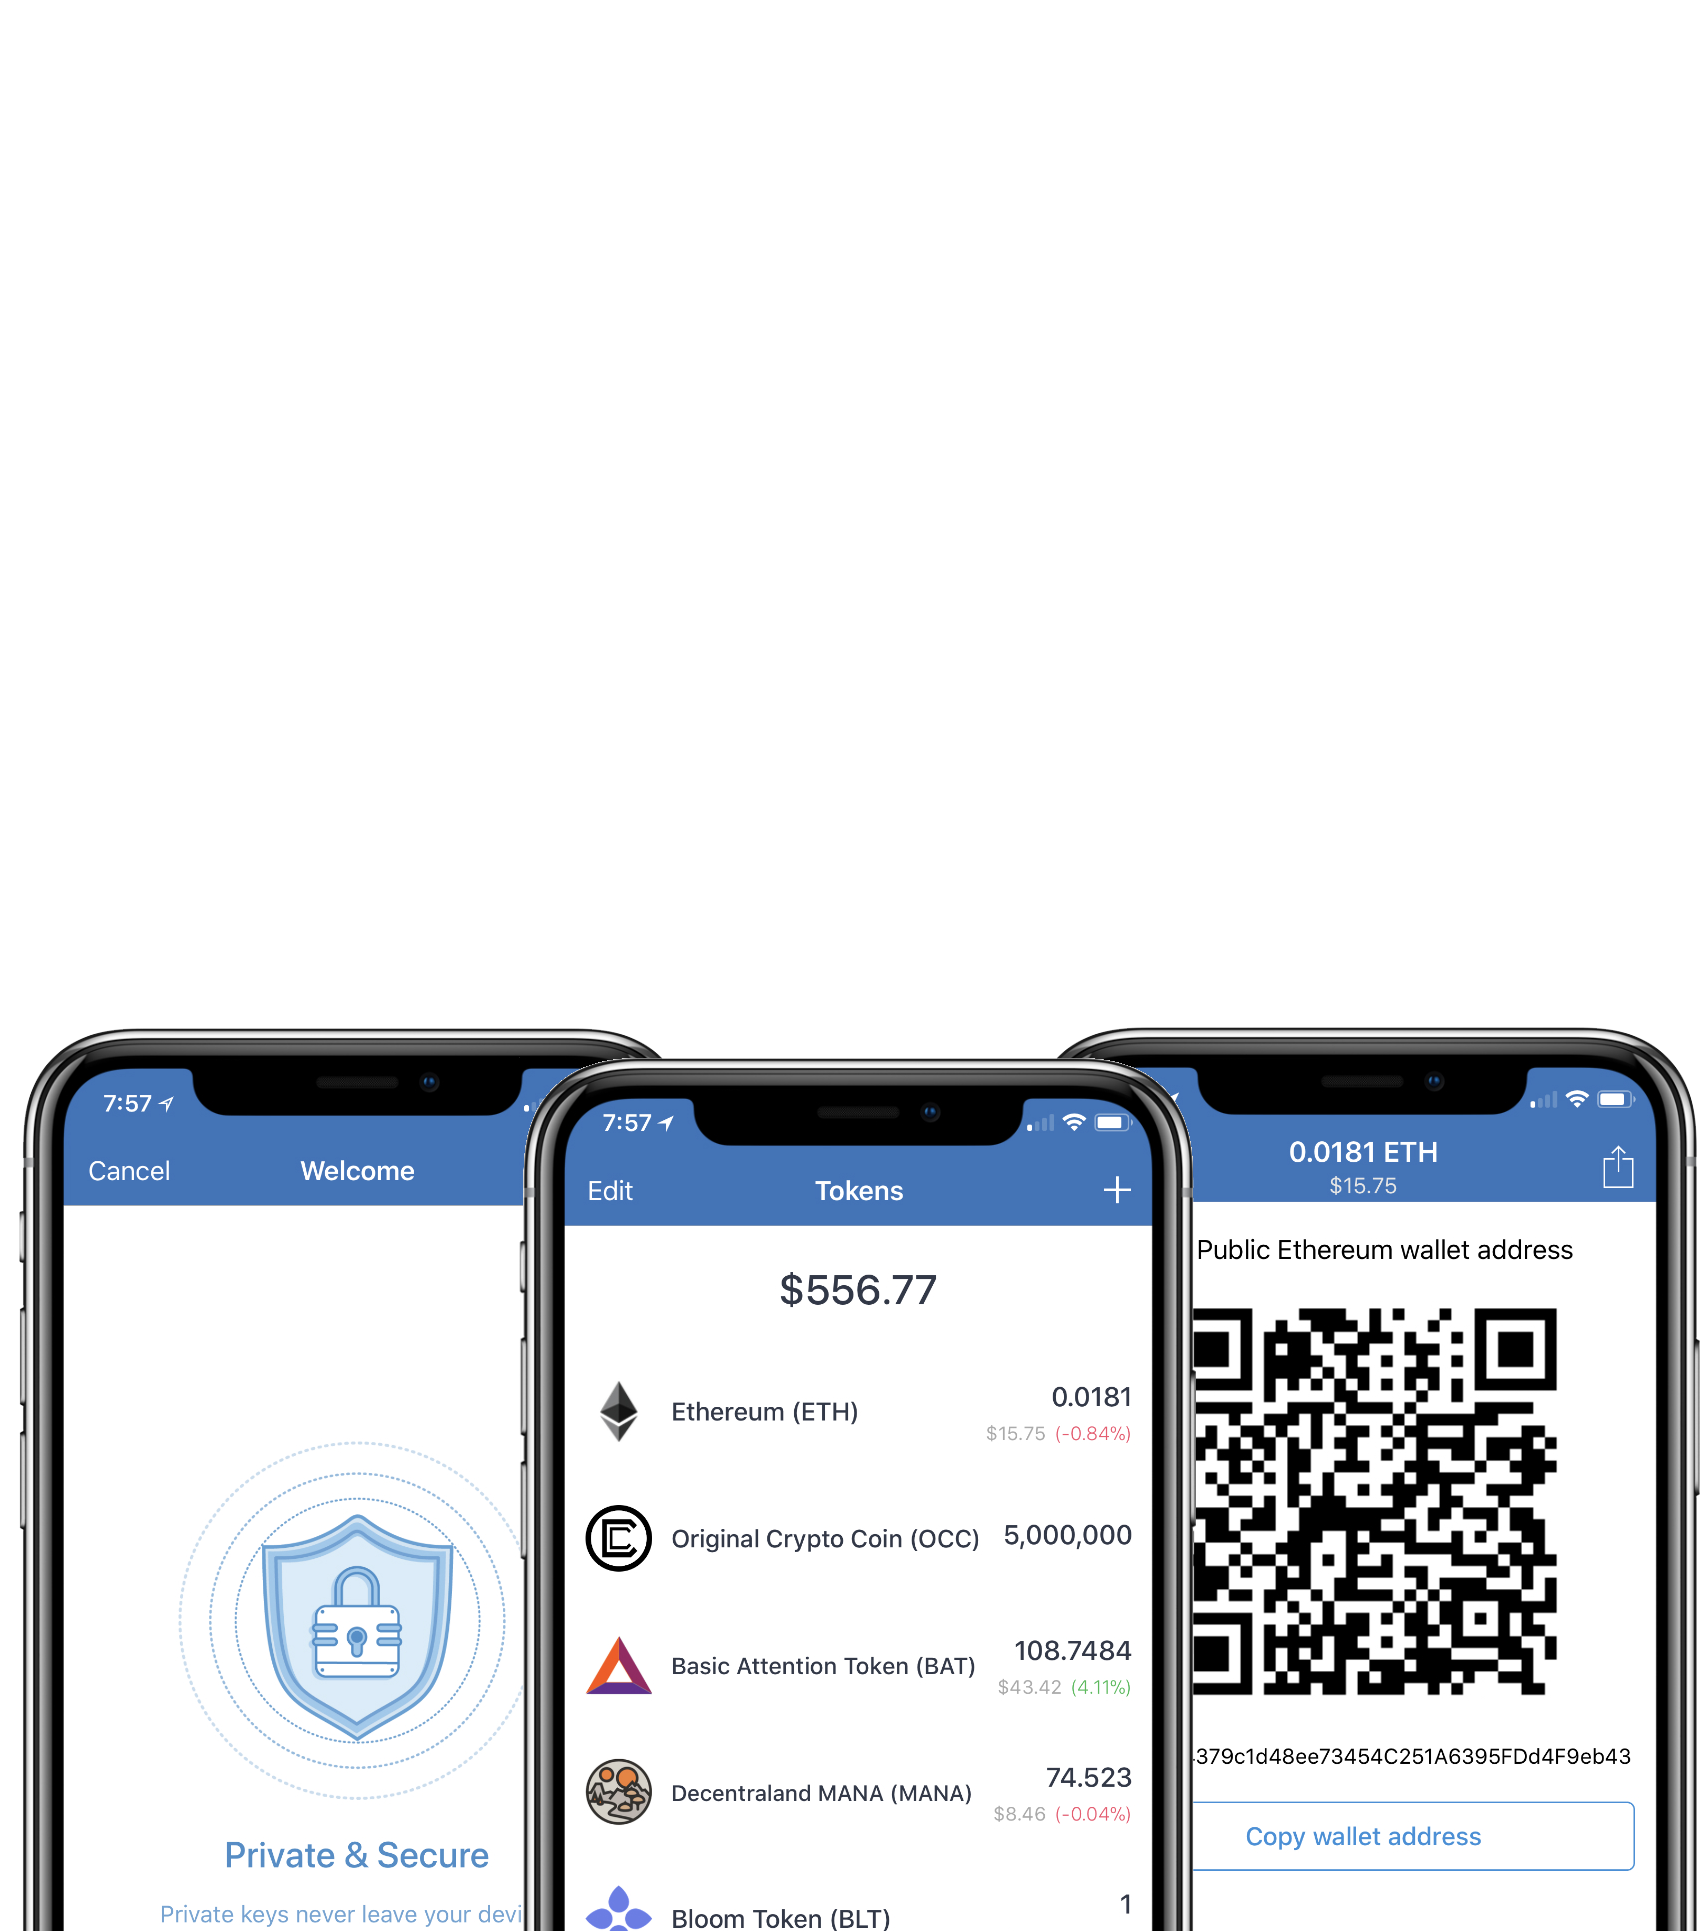 7:57
Cancel
Welcome
Private & Secure
Private keys never leave your
7:57
Edit
Tokens
$556.77
Ethereum (ETH)
0.0181
$15.75 (-0.84%)
Original Crypto Coin (OCC)
5,000,000
Basic Attention Token (BAT)
108.7484
$43.42 (4.11%)
Decentraland MANA (MANA)
74.523
$8.46 (-0.04%)
Bloom Token (BLT)
1
0.0181 ETH
$15.75
Public Ethereum wallet address
379c1d48ee73454C251A6395FDd4F9eb43
Copy wallet address